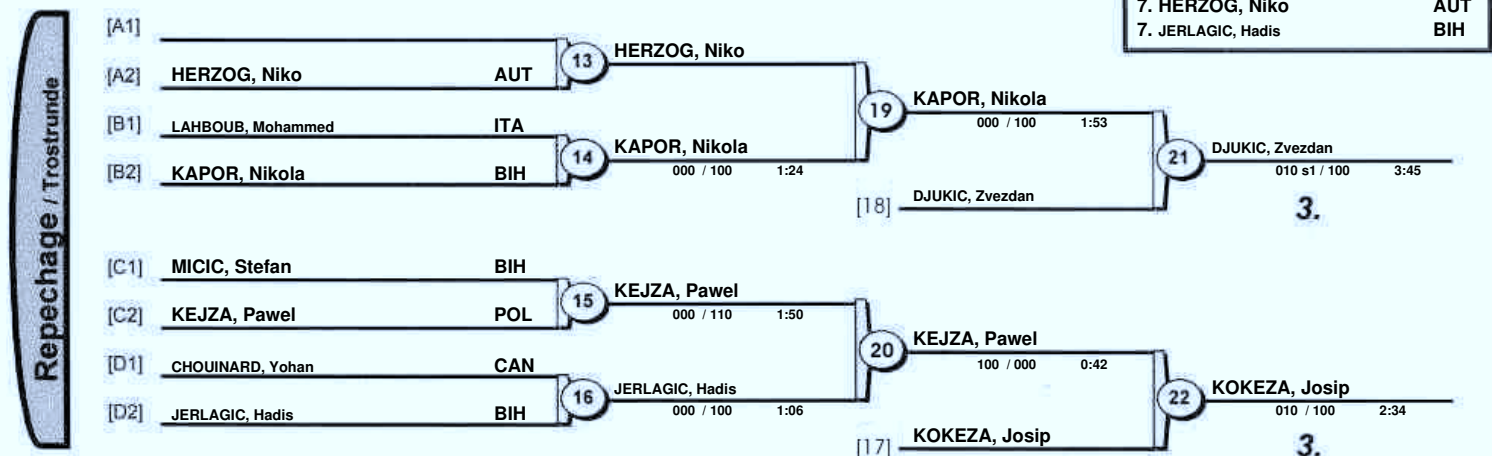 7. HERZOG, Niko AUT
7. JERLAGIC, Hadis BIH
Repechage / Trostrunde
[A1]
[A2] HERZOG, Niko AUT
13 HERZOG, Niko
[B1] LAHBOUB, Mohammed ITA
[B2] KAPOR, Nikola BIH
14 KAPOR, Nikola
000 / 100 1:24
19 KAPOR, Nikola
000 / 100 1:53
[18] DJUKIC, Zvezdan
21 DJUKIC, Zvezdan
010 s1 / 100 3:45
3.
[C1] MICIC, Stefan BIH
[C2] KEJZA, Pawel POL
15 KEJZA, Pawel
000 / 110 1:50
[D1] CHOUINARD, Yohan CAN
[D2] JERLAGIC, Hadis BIH
16 JERLAGIC, Hadis
000 / 100 1:06
20 KEJZA, Pawel
100 / 000 0:42
[17] KOKEZA, Josip
22 KOKEZA, Josip
010 / 100 2:34
3.